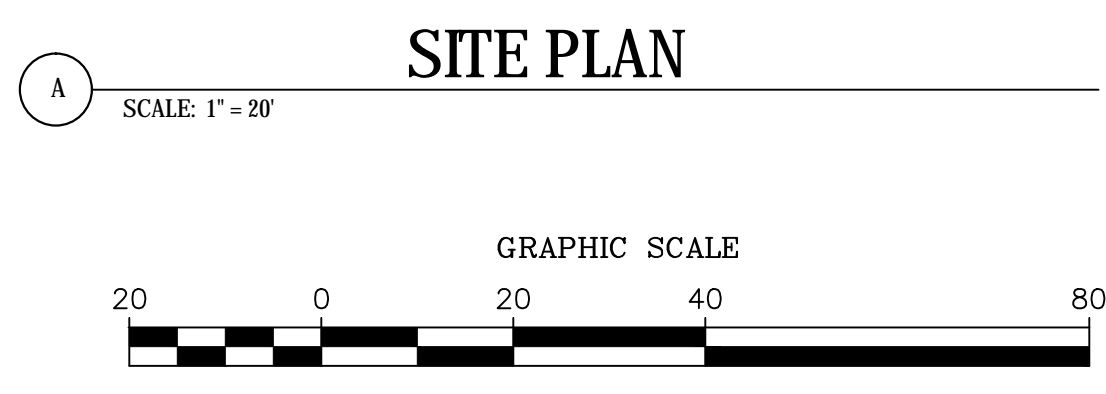 SITE PLAN
A
SCALE: 1" = 20'
GRAPHIC SCALE
20 0 20 40 80